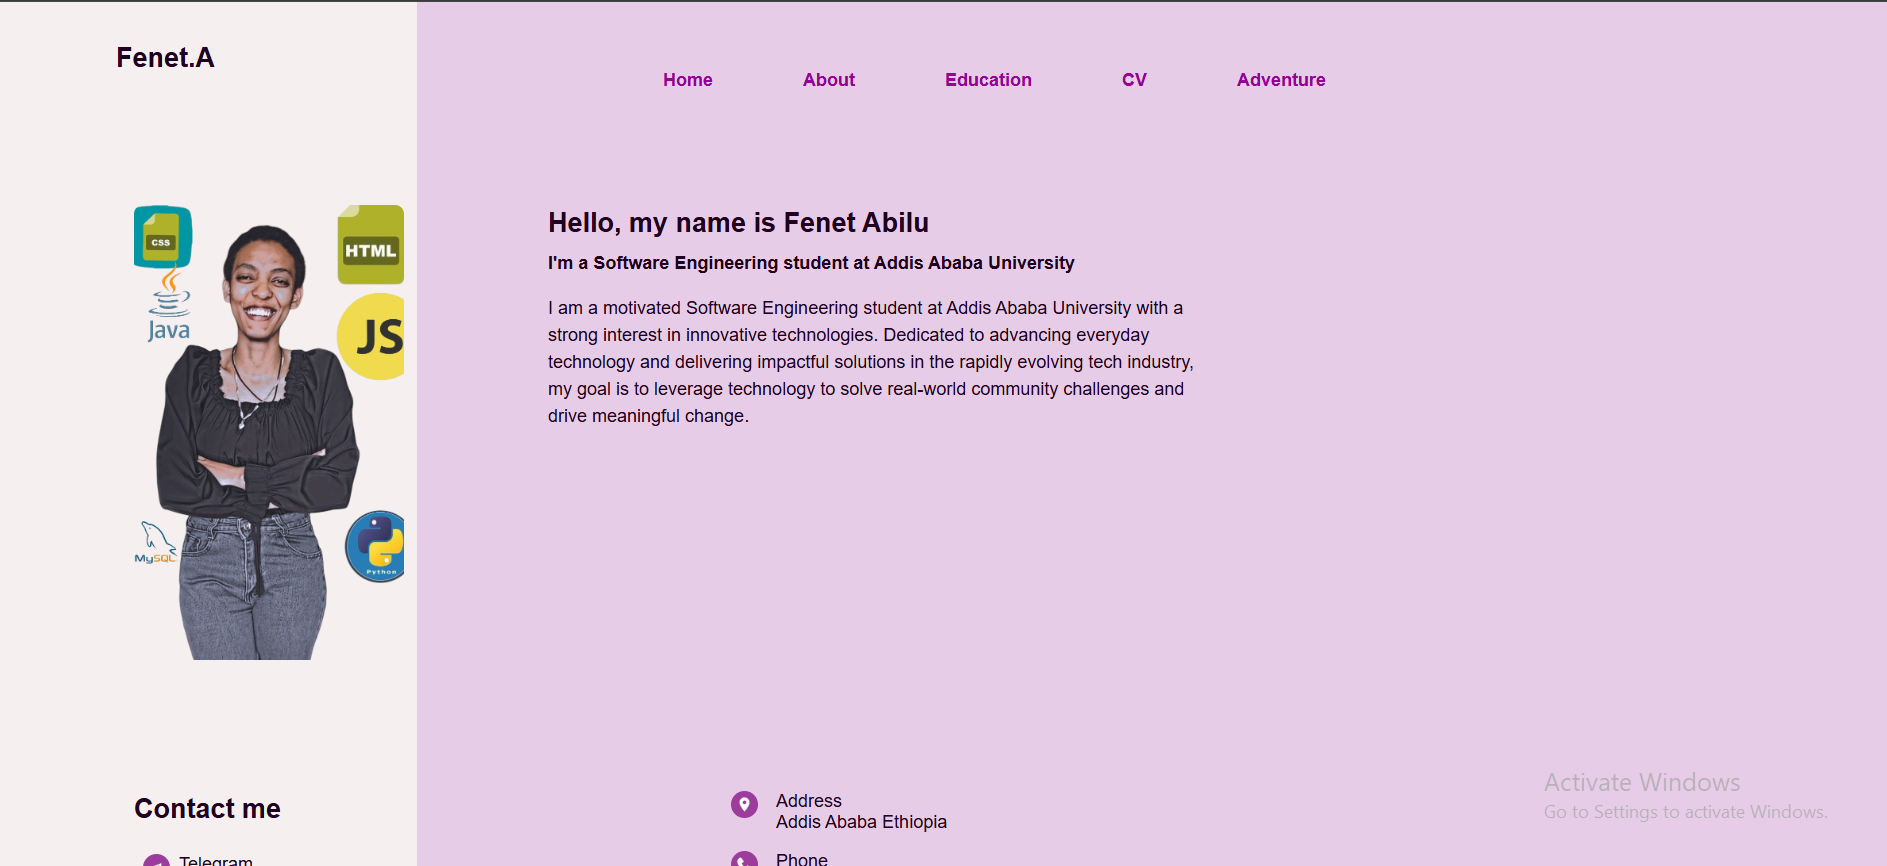 Fenet.A
Home
About
Education
CV
Adventure
CSS
HTML
Java
JS
MySQL
Python
Hello, my name is Fenet Abilu
I'm a Software Engineering student at Addis Ababa University
I am a motivated Software Engineering student at Addis Ababa University with a
strong interest in innovative technologies. Dedicated to advancing everyday
technology and delivering impactful solutions in the rapidly evolving tech industry,
my goal is to leverage technology to solve real-world community challenges and
drive meaningful change.
Contact me
Telegram
Address
Addis Ababa Ethiopia
Phone
Activate Windows
Go to Settings to activate Windows.